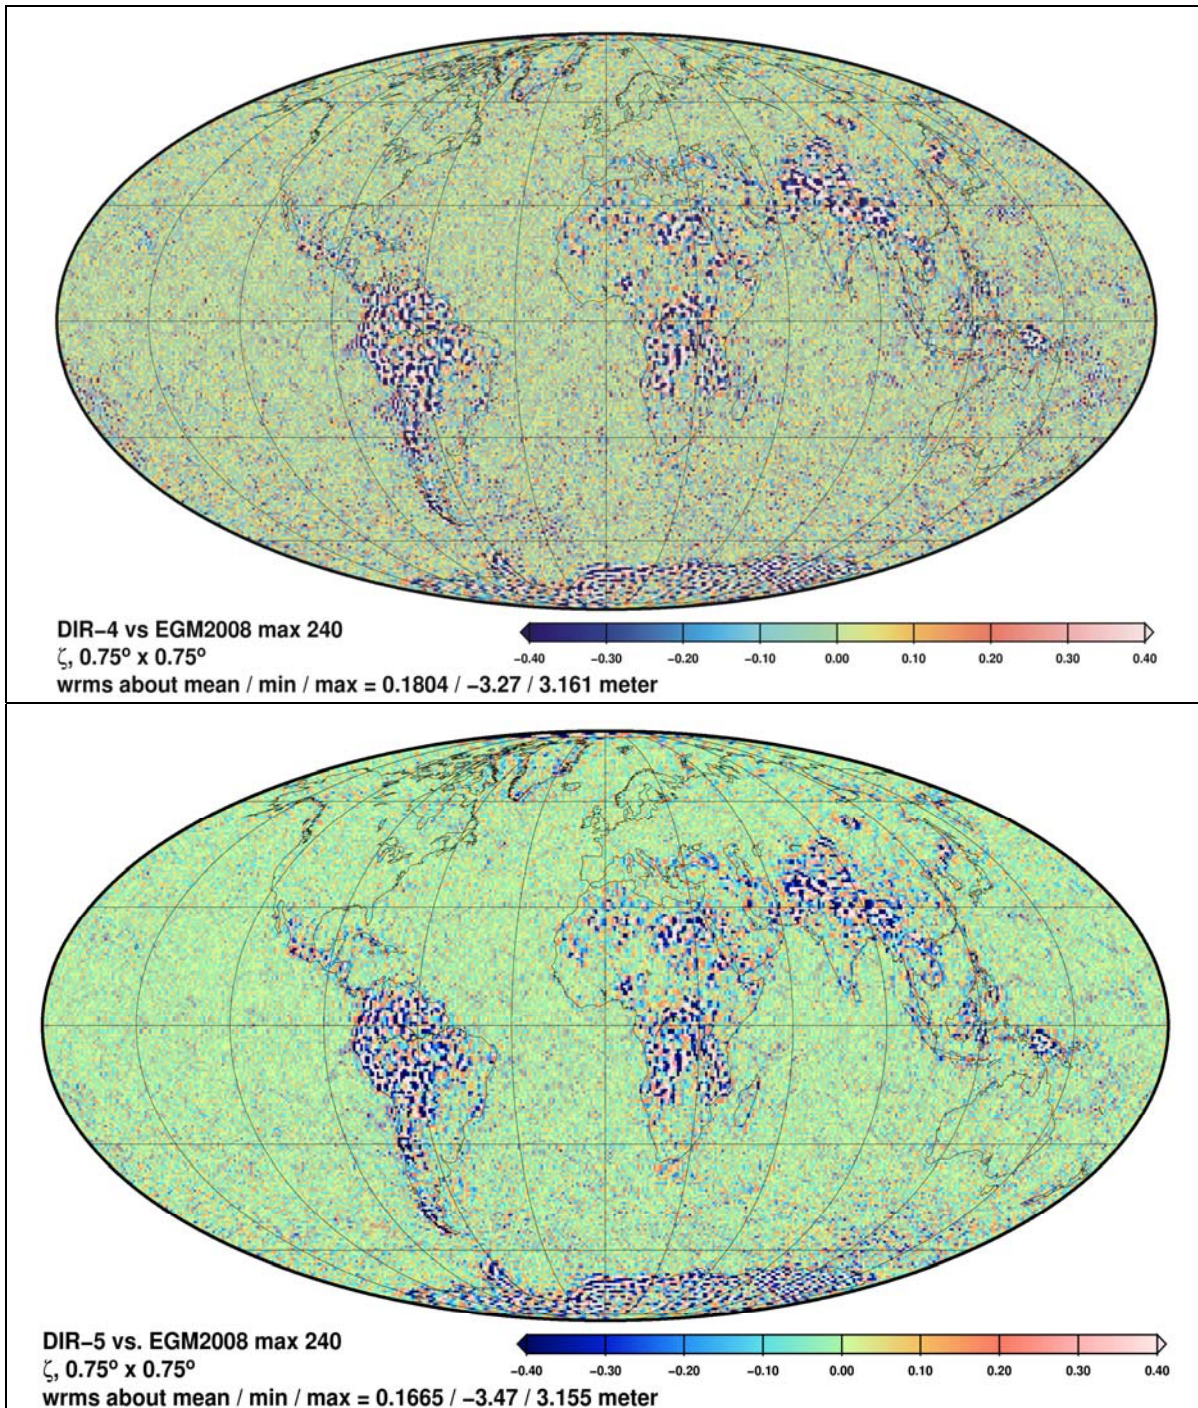 DIR−4 vs EGM2008 max 240
ζ, 0.75º x 0.75º
−0.40 −0.30 −0.20 −0.10 0.00 0.10 0.20 0.30 0.40
wrms about mean / min / max = 0.1804 / −3.27 / 3.161 meter
DIR−5 vs. EGM2008 max 240
ζ, 0.75º x 0.75º
−0.40 −0.30 −0.20 −0.10 0.00 0.10 0.20 0.30 0.40
wrms about mean / min / max = 0.1665 / −3.47 / 3.155 meter